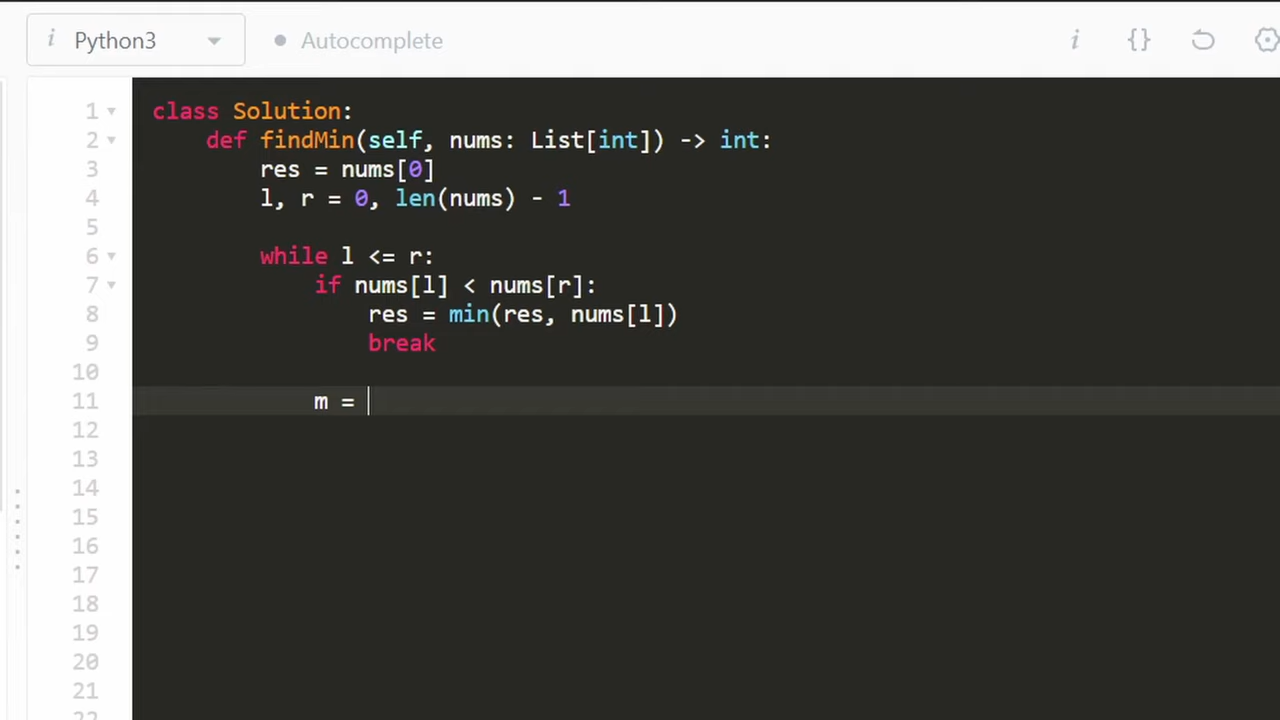 i Python3 Autocomplete i {}
1 class Solution:
2 def findMin(self, nums: List[int]) -> int:
3 res = nums[0]
4 l, r = 0, len(nums) - 1
5
6 while l <= r:
7 if nums[l] < nums[r]:
8 res = min(res, nums[l])
9 break
10
11 m =
12
13
14
15
16
17
18
19
20
21
22